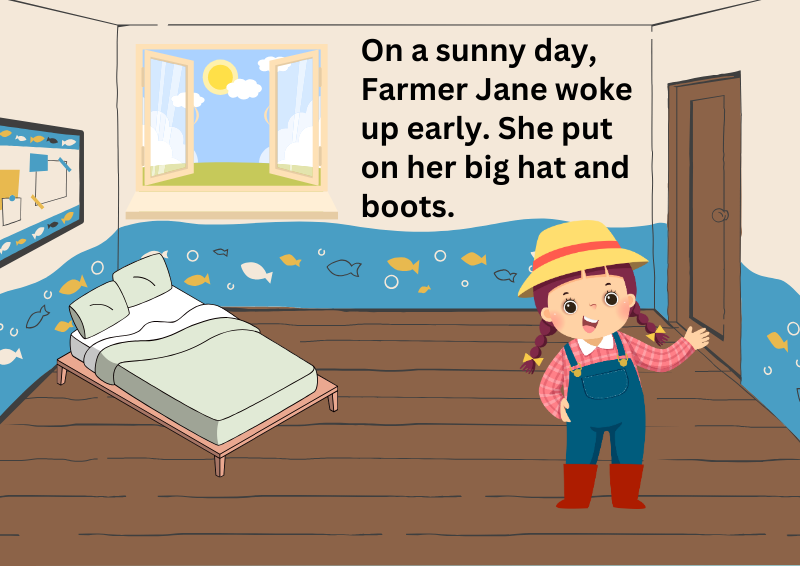 On a sunny day,
Farmer Jane woke
up early. She put
on her big hat and
boots.